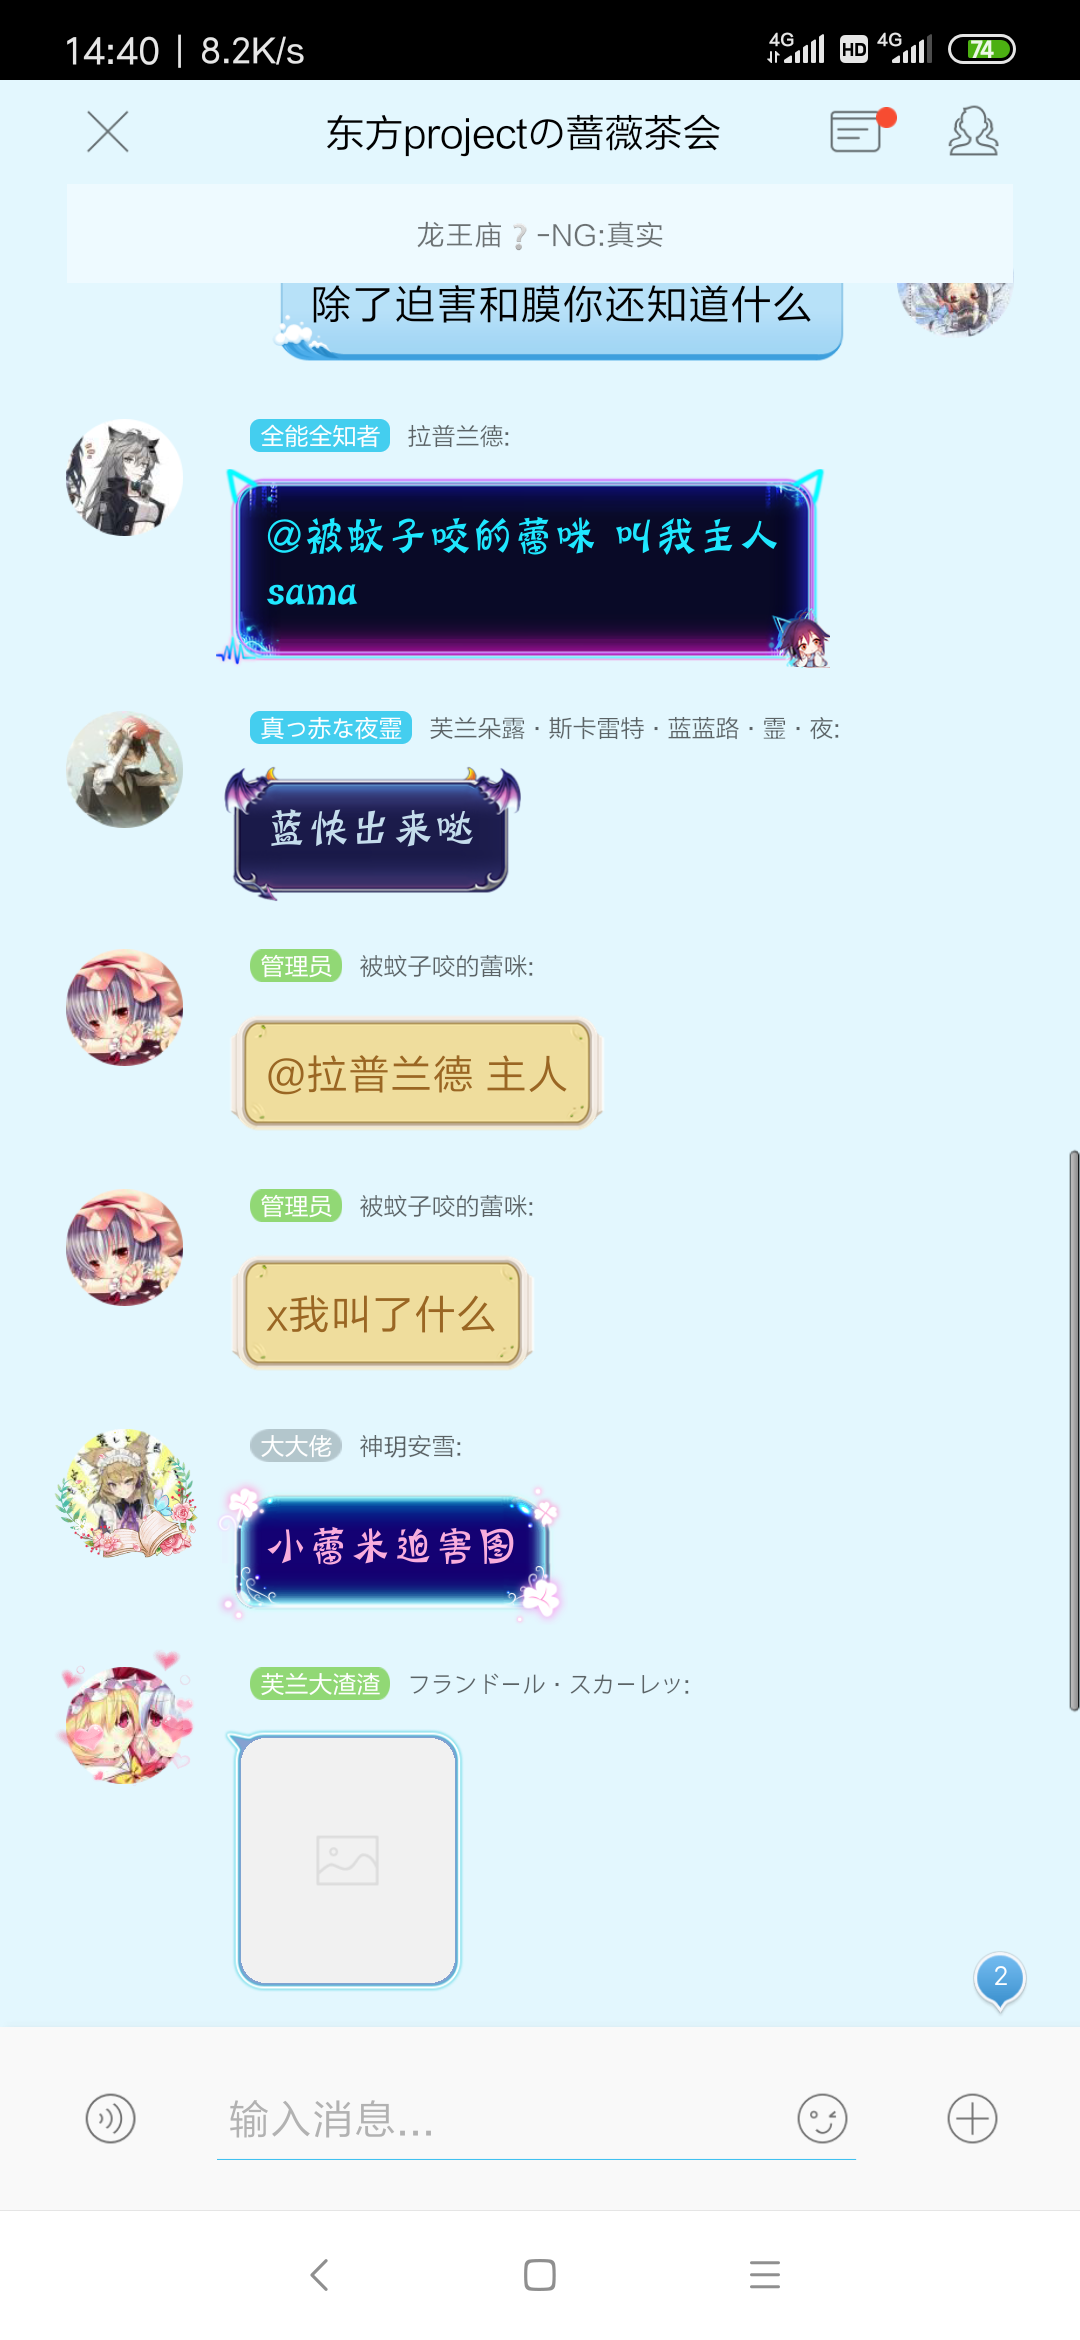 14:40 | 8.2K/s
4G HD 4G 74
东方projectの蔷薇茶会
龙王庙❔-NG:真实
除了迫害和膜你还知道什么
全能全知者 拉普兰德:
@被蚊子咬的蕾咪 叫我主人
sama
真っ赤な夜霊 芙兰朵露·斯卡雷特·蓝蓝路·霊·夜:
蓝快出来哒
管理员 被蚊子咬的蕾咪:
@拉普兰德 主人
管理员 被蚊子咬的蕾咪:
x我叫了什么
大大佬 神玥安雪:
小蕾米迫害图
芙兰大渣渣 フランドール·スカーレッ:
2
输入消息...